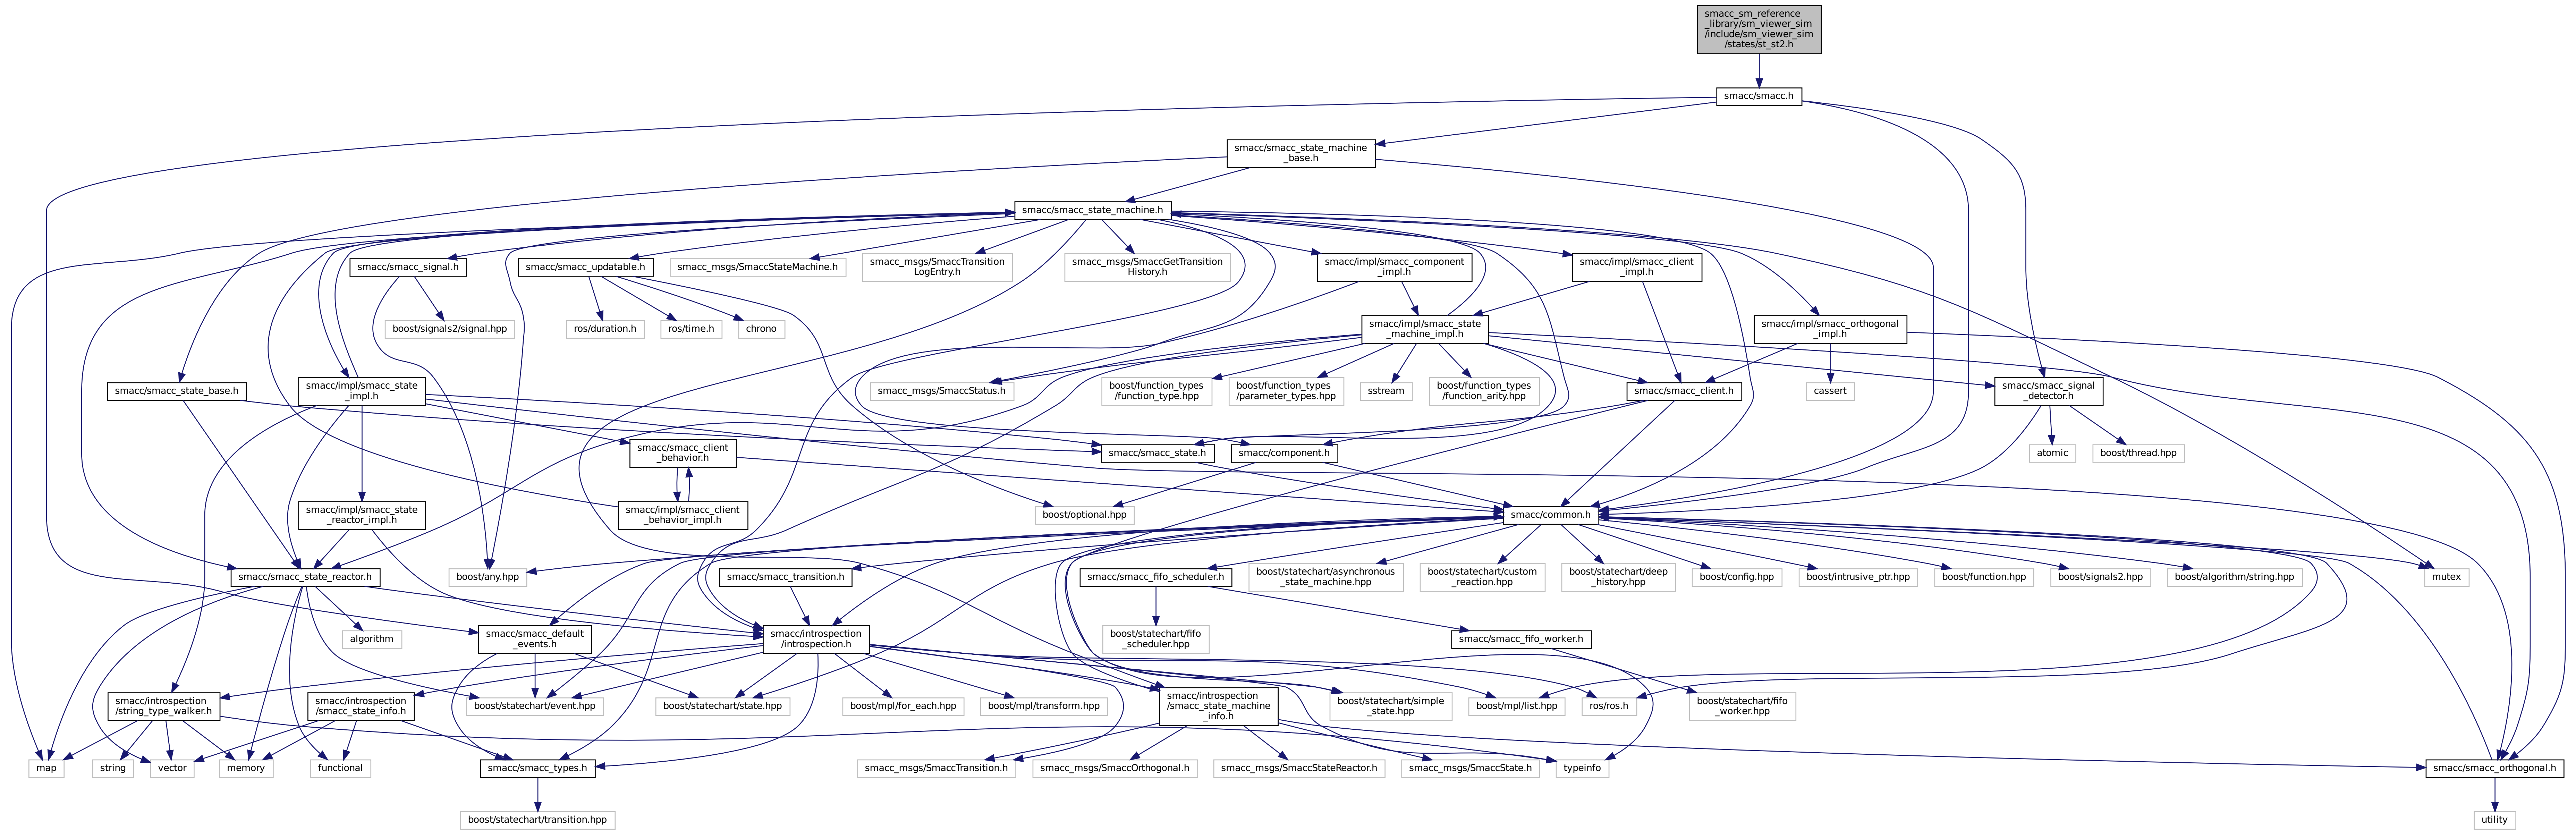 smacc_sm_reference
_library/sm_viewer_sim
/include/sm_viewer_sim
/states/st_st2.h
smacc/smacc.h
smacc/smacc_state_machine
_base.h
smacc/smacc_state_machine.h
smacc/smacc_signal.h
smacc/smacc_updatable.h
smacc_msgs/SmaccStateMachine.h
smacc_msgs/SmaccTransition
LogEntry.h
smacc_msgs/SmaccGetTransition
History.h
smacc/impl/smacc_component
_impl.h
smacc/impl/smacc_client
_impl.h
boost/signals2/signal.hpp
ros/duration.h
ros/time.h
chrono
smacc/impl/smacc_state
_machine_impl.h
smacc/impl/smacc_orthogonal
_impl.h
smacc/smacc_state_base.h
smacc/impl/smacc_state
_impl.h
smacc_msgs/SmaccStatus.h
boost/function_types
/function_type.hpp
boost/function_types
/parameter_types.hpp
sstream
boost/function_types
/function_arity.hpp
smacc/smacc_client.h
cassert
smacc/smacc_signal
_detector.h
smacc/smacc_client
_behavior.h
smacc/smacc_state.h
smacc/component.h
atomic
boost/thread.hpp
smacc/impl/smacc_state
_reactor_impl.h
smacc/impl/smacc_client
_behavior_impl.h
boost/optional.hpp
smacc/common.h
smacc/smacc_state_reactor.h
boost/any.hpp
smacc/smacc_transition.h
smacc/smacc_fifo_scheduler.h
boost/statechart/asynchronous
_state_machine.hpp
boost/statechart/custom
_reaction.hpp
boost/statechart/deep
_history.hpp
boost/config.hpp
boost/intrusive_ptr.hpp
boost/function.hpp
boost/signals2.hpp
boost/algorithm/string.hpp
mutex
algorithm
smacc/smacc_default
_events.h
smacc/introspection
/introspection.h
boost/statechart/fifo
_scheduler.hpp
smacc/smacc_fifo_worker.h
smacc/introspection
/string_type_walker.h
smacc/introspection
/smacc_state_info.h
boost/statechart/event.hpp
boost/statechart/state.hpp
boost/mpl/for_each.hpp
boost/mpl/transform.hpp
smacc/introspection
/smacc_state_machine
_info.h
boost/statechart/simple
_state.hpp
boost/mpl/list.hpp
ros/ros.h
boost/statechart/fifo
_worker.hpp
map
string
vector
memory
functional
smacc/smacc_types.h
smacc_msgs/SmaccTransition.h
smacc_msgs/SmaccOrthogonal.h
smacc_msgs/SmaccStateReactor.h
smacc_msgs/SmaccState.h
typeinfo
smacc/smacc_orthogonal.h
boost/statechart/transition.hpp
utility